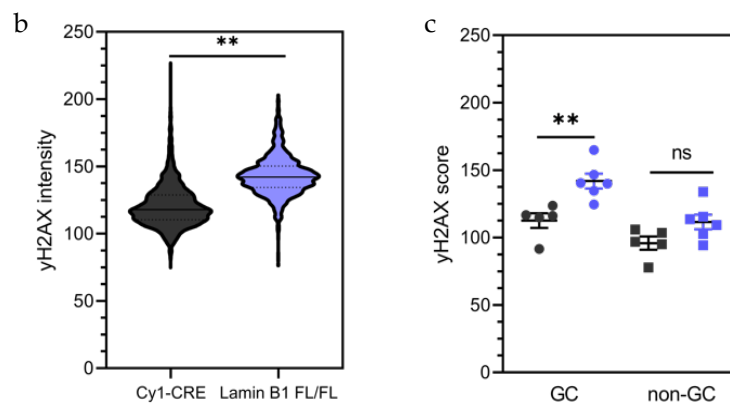 b
250
200
150
100
50
0
yH2AX intensity
**
Cy1-CRE
Lamin B1 FL/FL
c
250
200
150
100
50
0
yH2AX score
**
ns
GC
non-GC